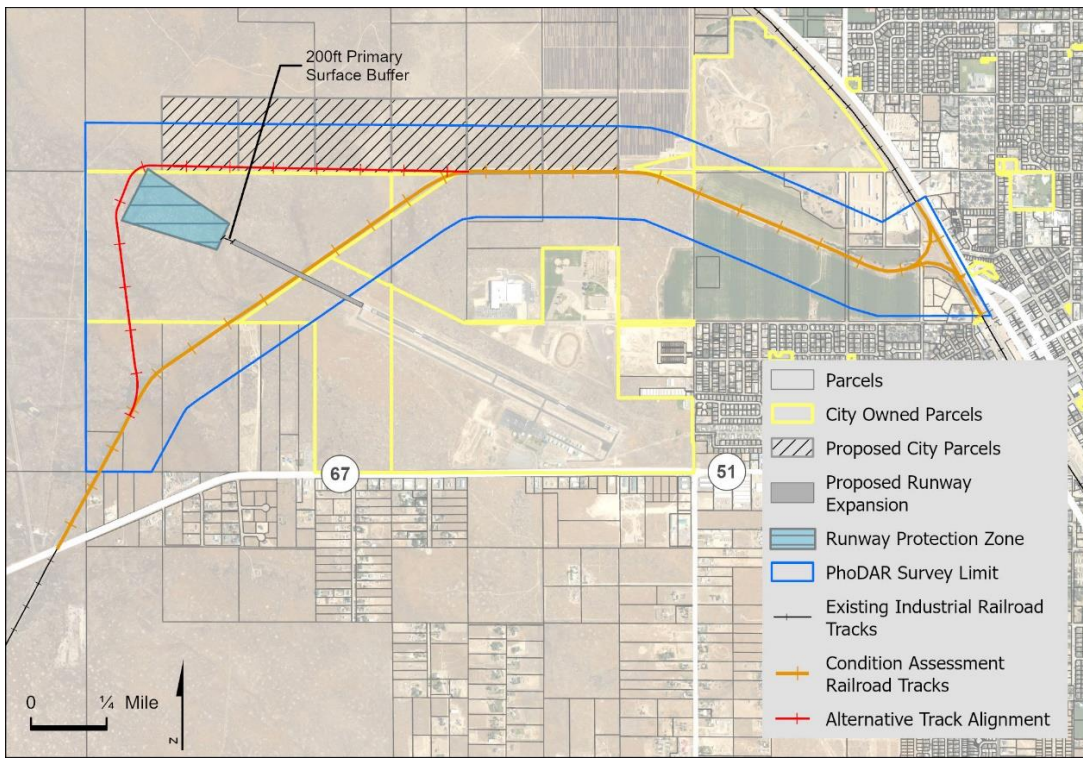 200ft Primary
Surface Buffer
67
51
Parcels
City Owned Parcels
Proposed City Parcels
Proposed Runway
Expansion
Runway Protection Zone
PhoDAR Survey Limit
Existing Industrial Railroad
Tracks
Condition Assessment
Railroad Tracks
Alternative Track Alignment
0 ¼ Mile
N